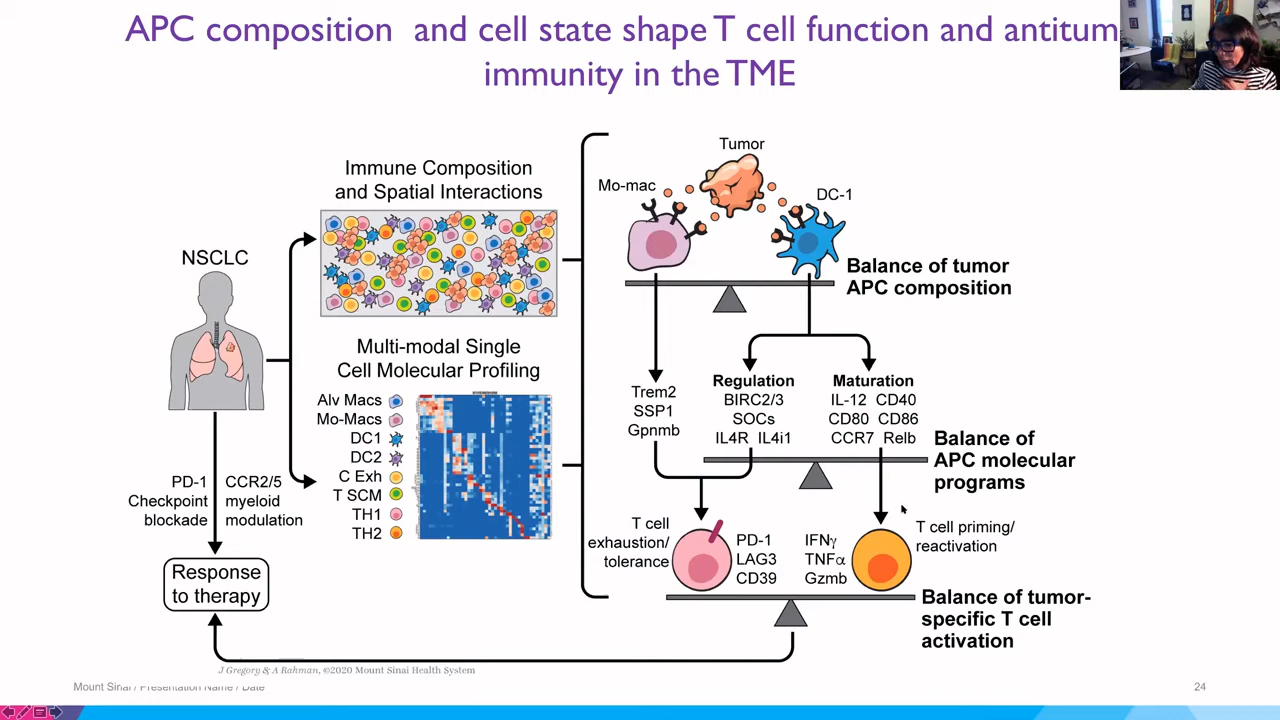 APC composition and cell state shape T cell function and antitum
immunity in the TME
Immune Composition
and Spatial Interactions
NSCLC
Multi-modal Single
Cell Molecular Profiling
Alv Macs
Mo-Macs
DC1
DC2
C Exh
T SCM
TH1
TH2
PD-1
Checkpoint
blockade
CCR2/5
myeloid
modulation
Response
to therapy
Tumor
Mo-mac
DC-1
Balance of tumor
APC composition
Trem2
SSP1
Gpnmb
Regulation
BIRC2/3
SOCs
IL4R IL4i1
Maturation
IL-12 CD40
CD80 CD86
CCR7 Relb
Balance of
APC molecular
programs
T cell
exhaustion/
tolerance
PD-1
LAG3
CD39
IFNγ
TNFα
Gzmb
T cell priming/
reactivation
Balance of tumor-
specific T cell
activation
J Gregory & A Rahman, ©2020 Mount Sinai Health System
Mount Sinai / Presentation Name / Date
24